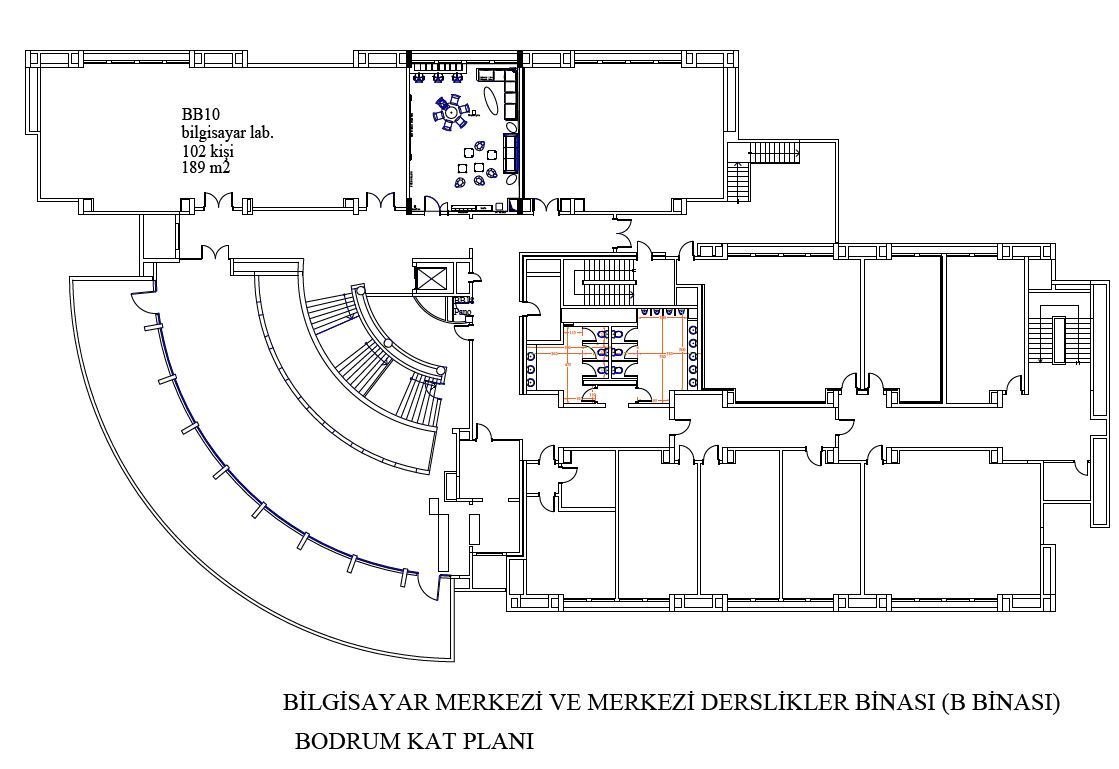 BB10
bilgisayar lab.
102 kişi
189 m2
Pano
BİLGİSAYAR MERKEZİ VE MERKEZİ DERSLİKLER BİNASI (B BİNASI)
BODRUM KAT PLANI